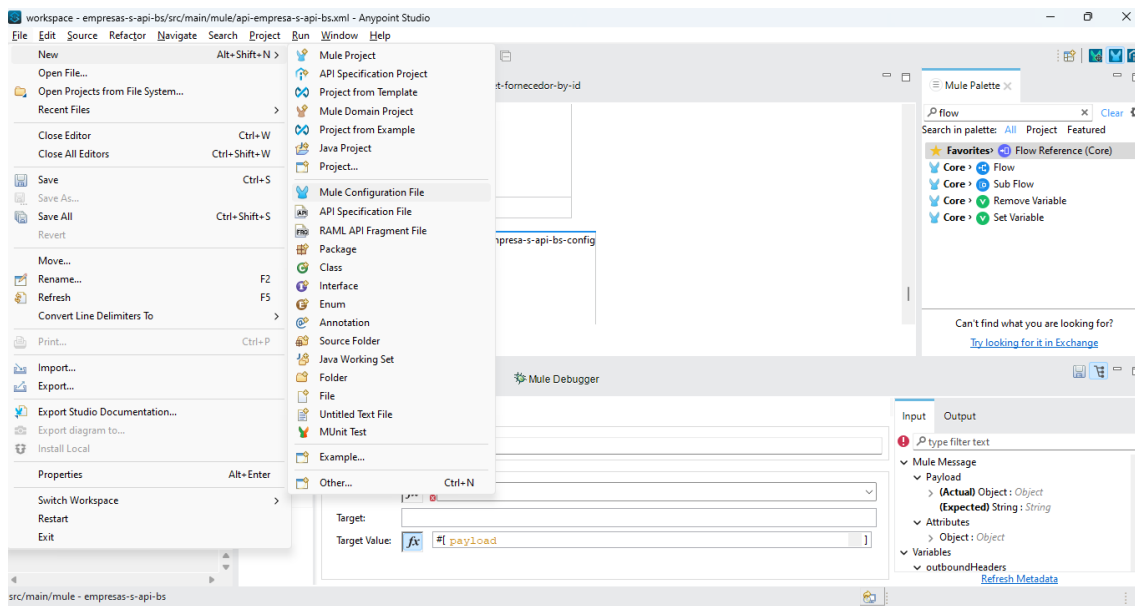 workspace - empresas-s-api-bs/src/main/mule/api-empresa-s-api-bs.xml - Anypoint Studio
File Edit Source Refactor Navigate Search Project Run Window Help
New Alt+Shift+N >
Open File...
Open Projects from File System...
Recent Files >
Close Editor Ctrl+W
Close All Editors Ctrl+Shift+W
Save Ctrl+S
Save As...
Save All Ctrl+Shift+S
Revert
Move...
Rename... F2
Refresh F5
Convert Line Delimiters To >
Print... Ctrl+P
Import...
Export...
Export Studio Documentation...
Export diagram to...
Install Local
Properties Alt+Enter
Switch Workspace >
Restart
Exit
Mule Project
API Specification Project
Project from Template
Mule Domain Project
Project from Example
Java Project
Project...
Mule Configuration File
API Specification File
RAML API Fragment File
Package
Class
Interface
Enum
Annotation
Source Folder
Java Working Set
Folder
File
Untitled Text File
MUnit Test
Example...
Other... Ctrl+N
et-fornecedor-by-id
mpresa-s-api-bs-config
Mule Debugger
Target:
Target Value: fx #[ payload ]
Mule Palette
flow Clear
Search in palette: All Project Featured
Favorites> Flow Reference (Core)
Core > Flow
Core > Sub Flow
Core > Remove Variable
Core > Set Variable
Can't find what you are looking for?
Try looking for it in Exchange
Input Output
type filter text
Mule Message
Payload
(Actual) Object : Object
(Expected) String : String
Attributes
Object : Object
Variables
outboundHeaders
Refresh Metadata
src/main/mule - empresas-s-api-bs